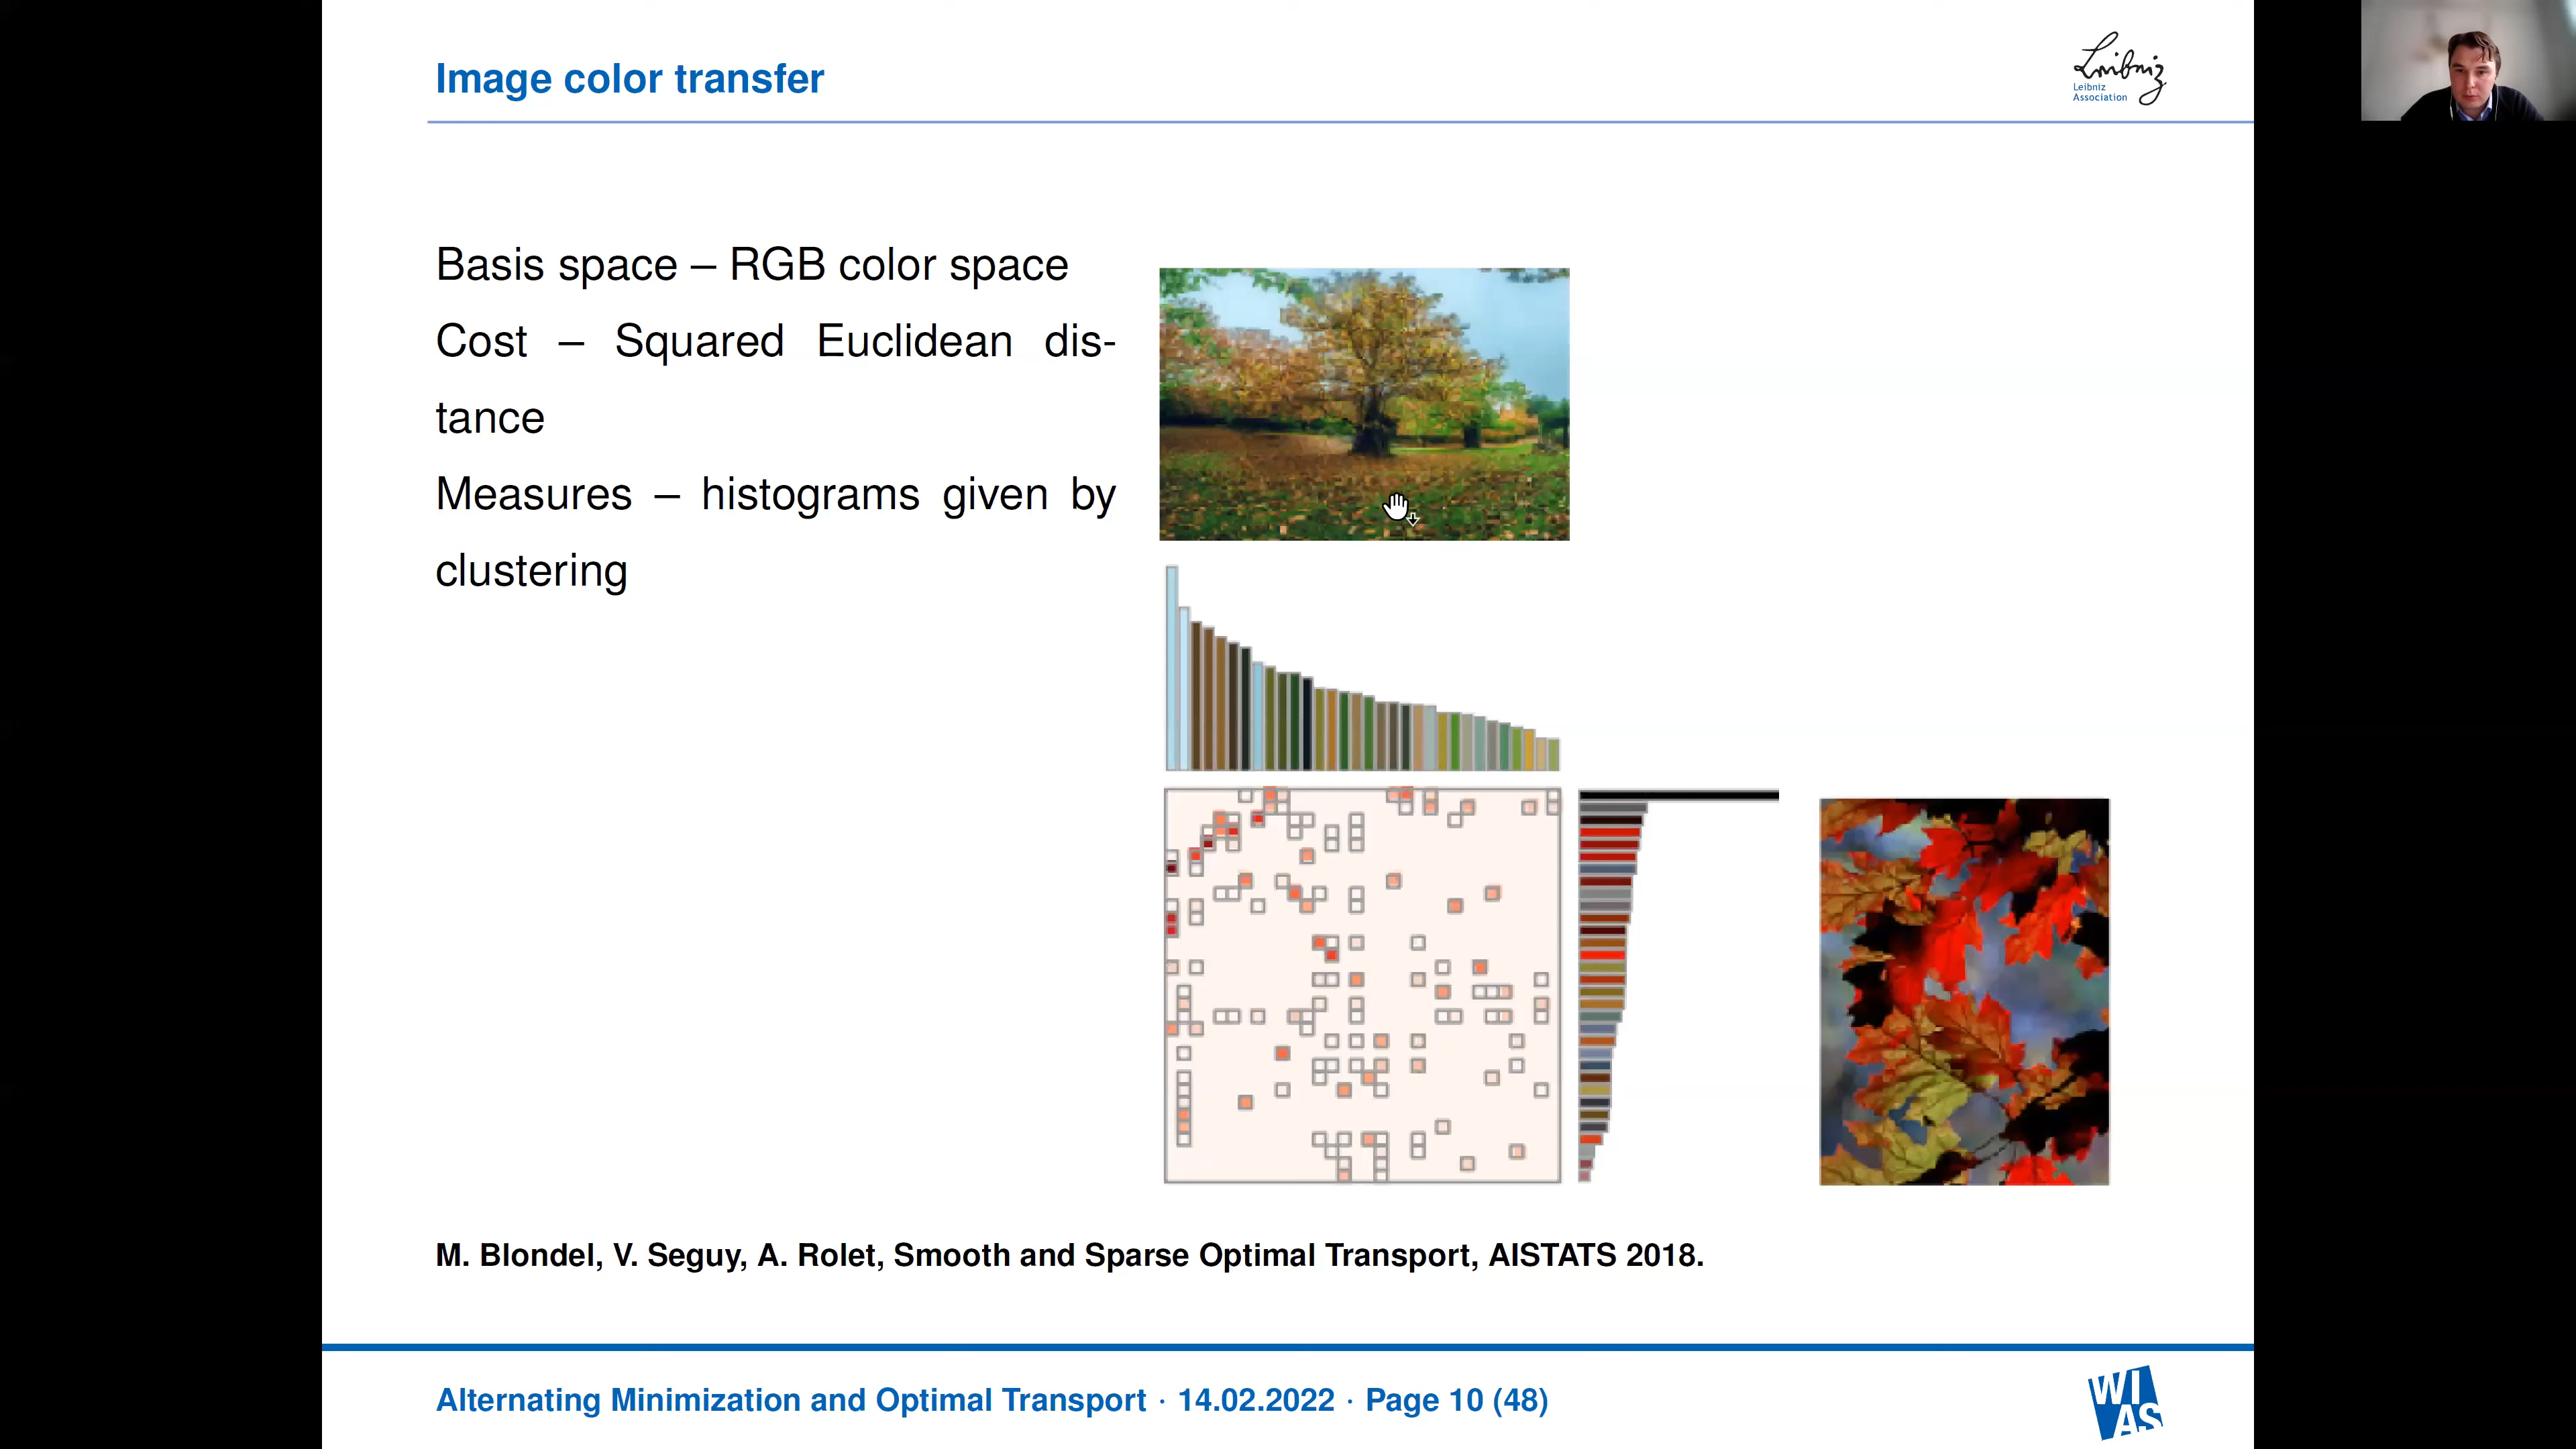 Image color transfer
Leibniz
Leibniz
Association
Basis space – RGB color space
Cost – Squared Euclidean dis-
tance
Measures – histograms given by
clustering
M. Blondel, V. Seguy, A. Rolet, Smooth and Sparse Optimal Transport, AISTATS 2018.
Alternating Minimization and Optimal Transport · 14.02.2022 · Page 10 (48)
WI
AS